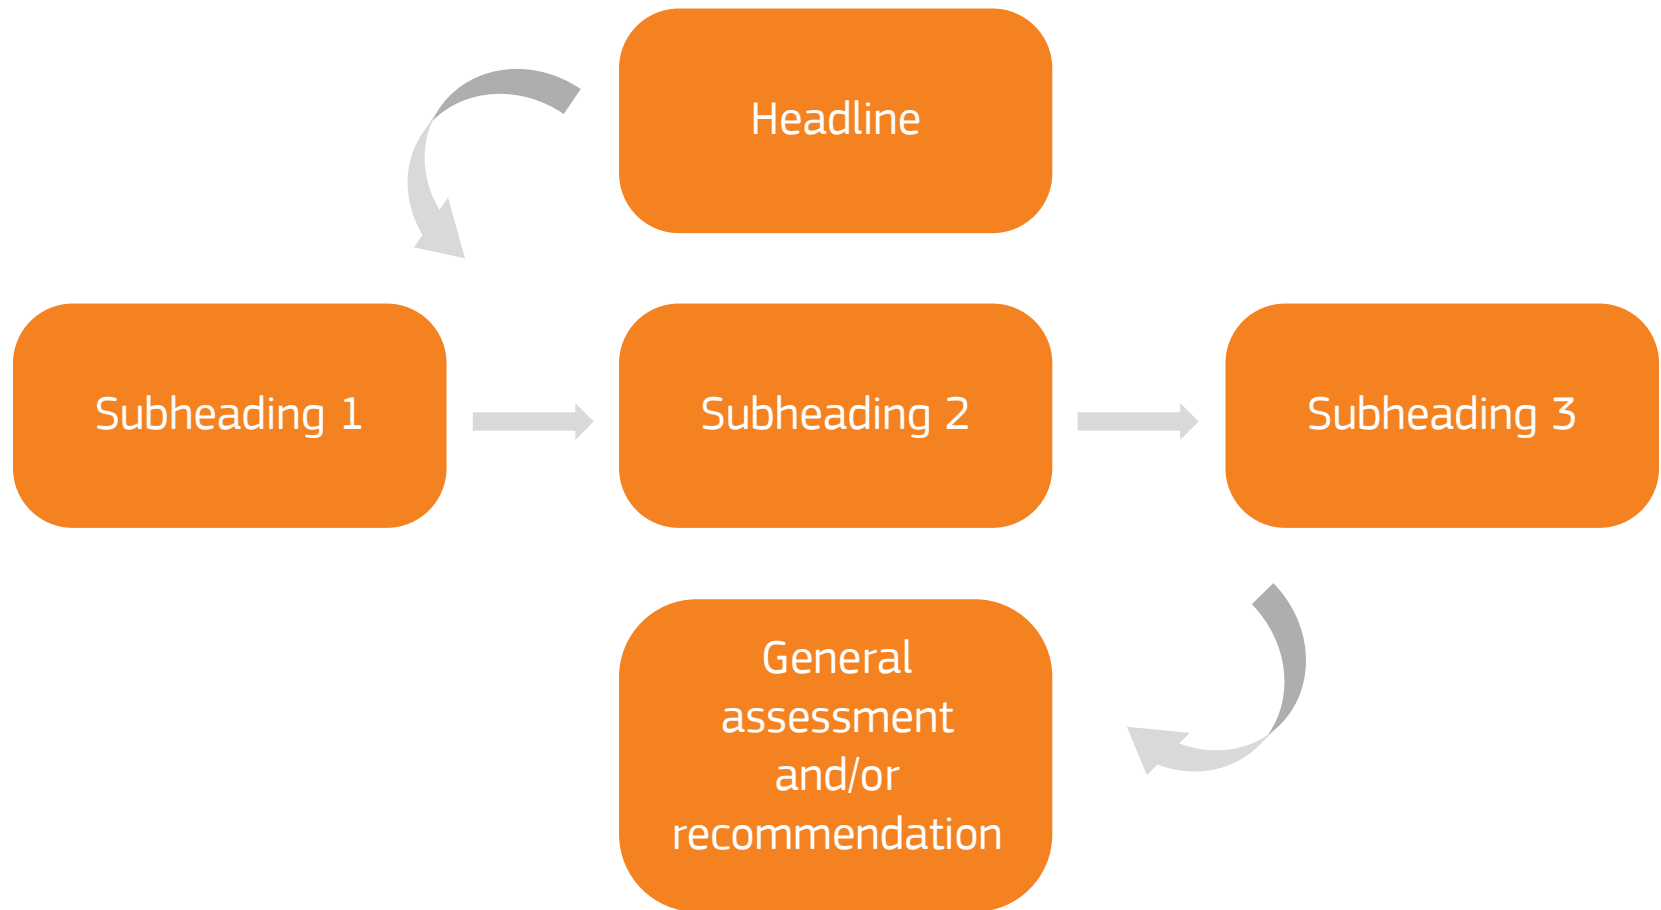 Headline
Subheading 1
Subheading 2
Subheading 3
General
assessment
and/or
recommendation